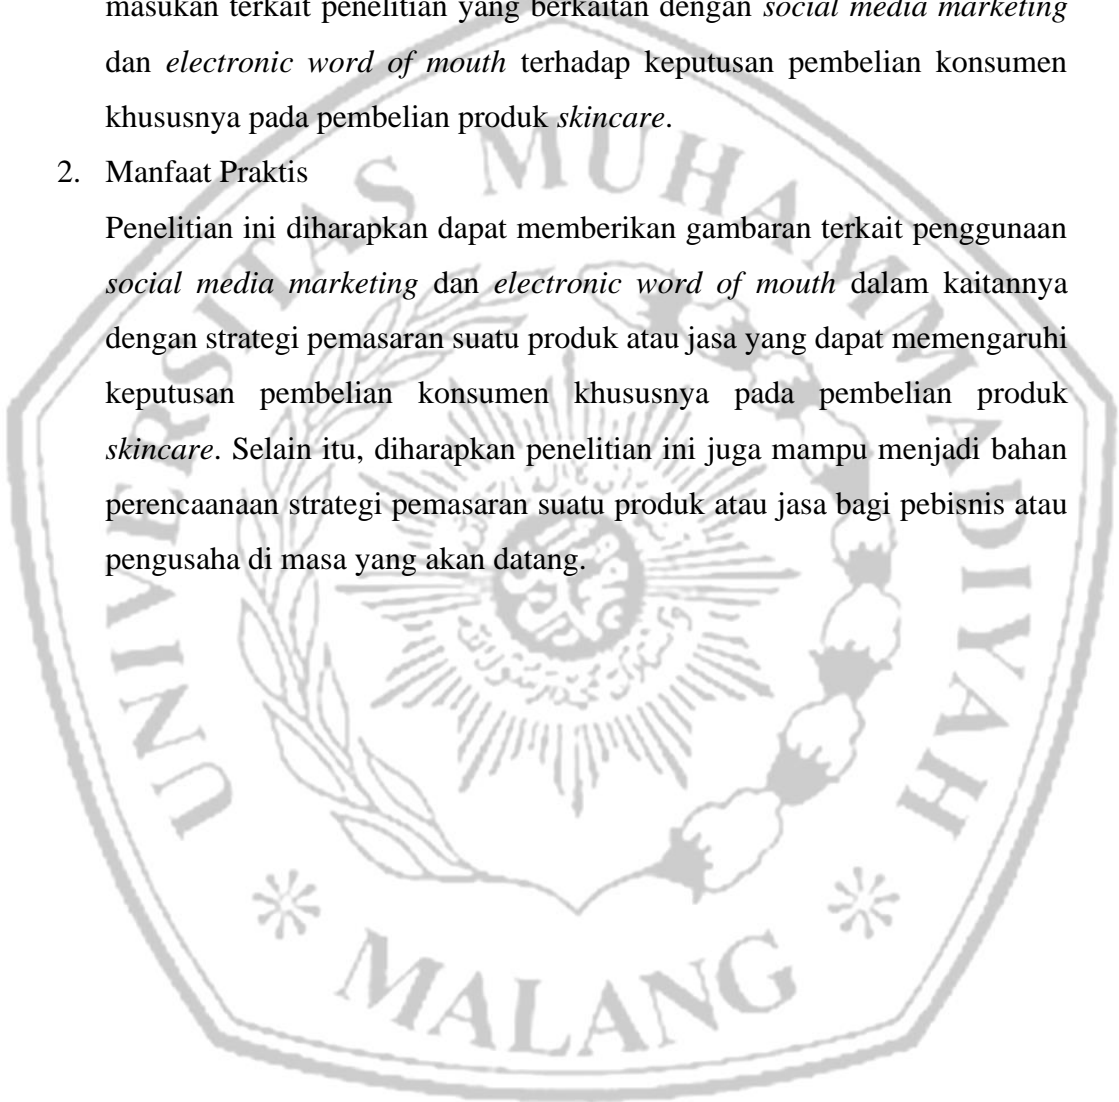 masukan terkait penelitian yang berkaitan dengan social media marketing
dan electronic word of mouth terhadap keputusan pembelian konsumen
khususnya pada pembelian produk skincare.
2. Manfaat Praktis
Penelitian ini diharapkan dapat memberikan gambaran terkait penggunaan
social media marketing dan electronic word of mouth dalam kaitannya
dengan strategi pemasaran suatu produk atau jasa yang dapat memengaruhi
keputusan pembelian konsumen khususnya pada pembelian produk
skincare. Selain itu, diharapkan penelitian ini juga mampu menjadi bahan
perencaanaan strategi pemasaran suatu produk atau jasa bagi pebisnis atau
pengusaha di masa yang akan datang.
UNIVERSITAS MUHAMMADIYAH
MALANG